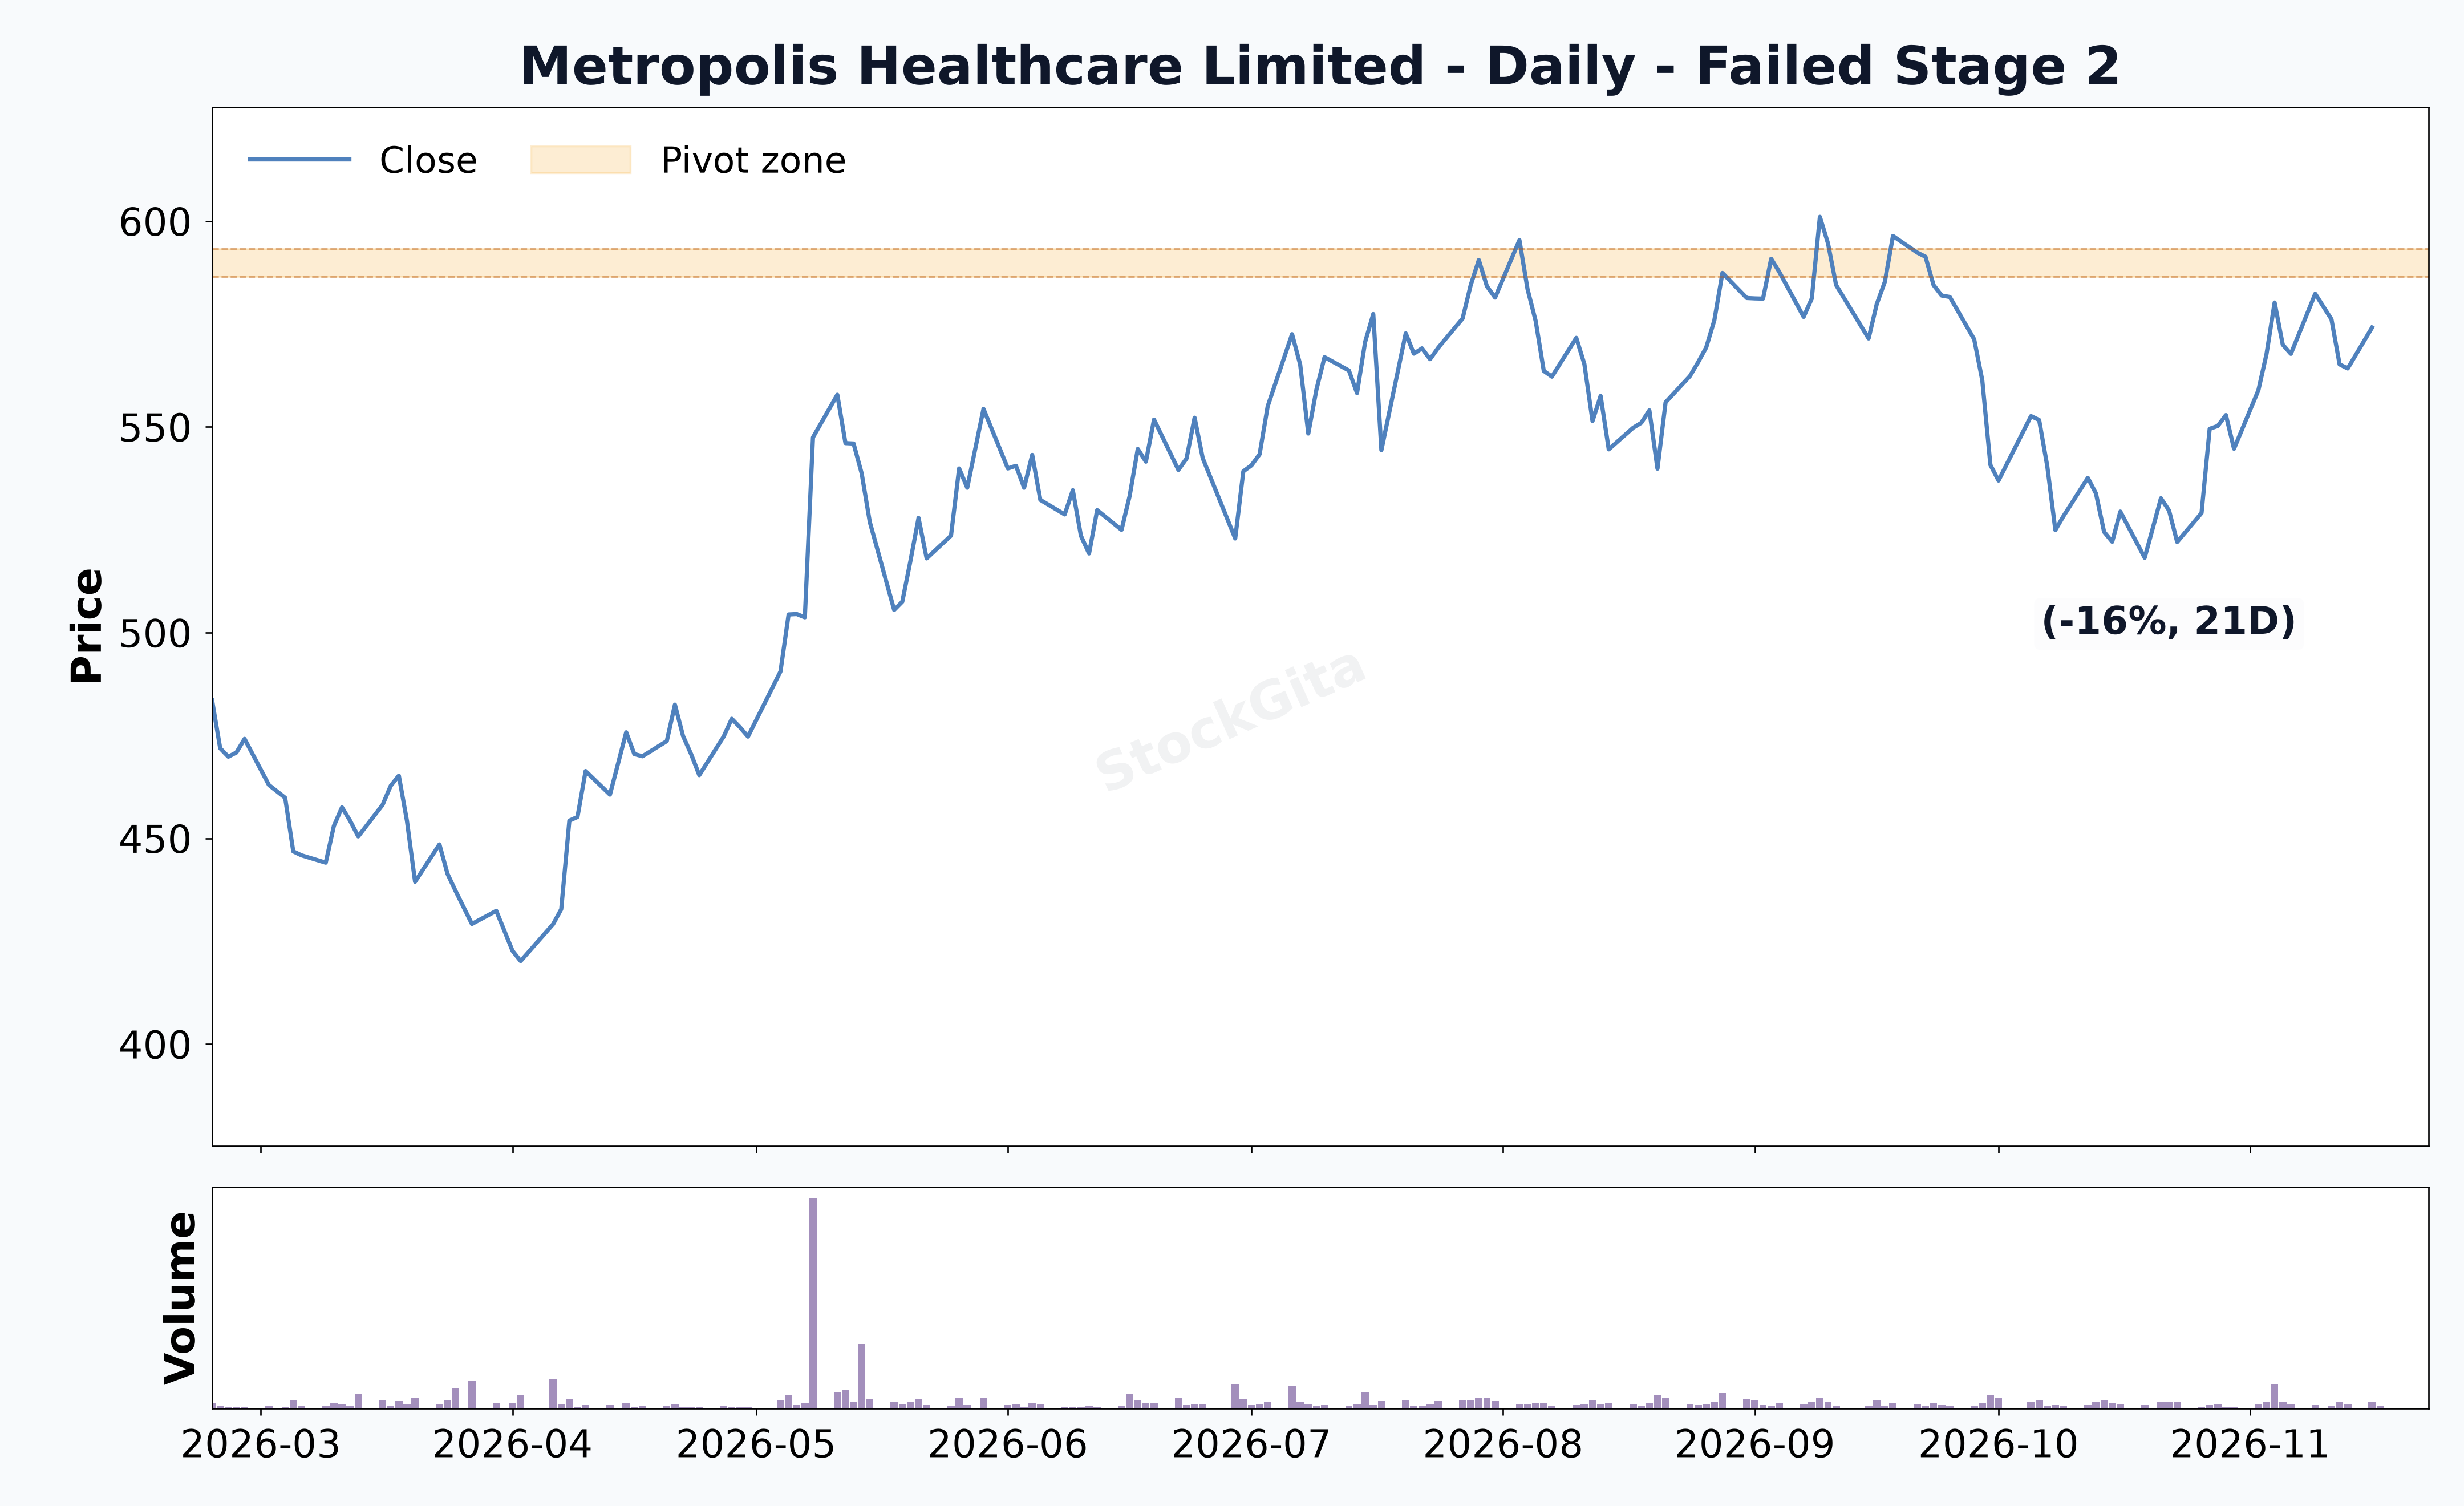 Metropolis Healthcare Limited - Daily - Failed Stage 2
Close
Pivot zone
600
550
500
450
400
Price
(-16%, 21D)
StockGita
Volume
2026-03
2026-04
2026-05
2026-06
2026-07
2026-08
2026-09
2026-10
2026-11